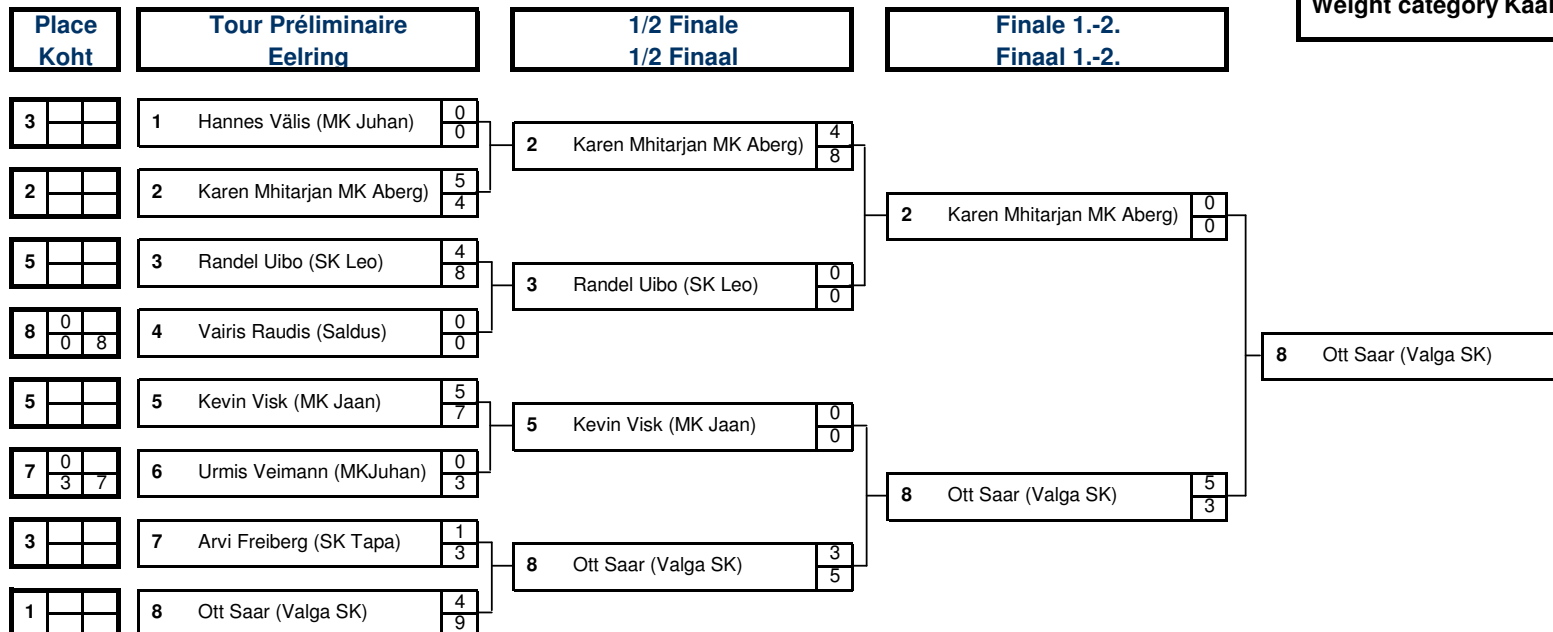 Weight category Kaal
Place
Koht
Tour Préliminaire
Eelring
1/2 Finale
1/2 Finaal
Finale 1.-2.
Finaal 1.-2.
3
1 Hannes Välis (MK Juhan) 0
0
2 Karen Mhitarjan MK Aberg) 4
8
2
2 Karen Mhitarjan MK Aberg) 5
4
2 Karen Mhitarjan MK Aberg) 0
0
5
3 Randel Uibo (SK Leo) 4
8
3 Randel Uibo (SK Leo) 0
0
8 0
0 8
4 Vairis Raudis (Saldus) 0
0
8 Ott Saar (Valga SK)
5
5 Kevin Visk (MK Jaan) 5
7
5 Kevin Visk (MK Jaan) 0
0
7 0
3 7
6 Urmis Veimann (MKJuhan) 0
3
8 Ott Saar (Valga SK) 5
3
3
7 Arvi Freiberg (SK Tapa) 1
3
8 Ott Saar (Valga SK) 3
5
1
8 Ott Saar (Valga SK) 4
9